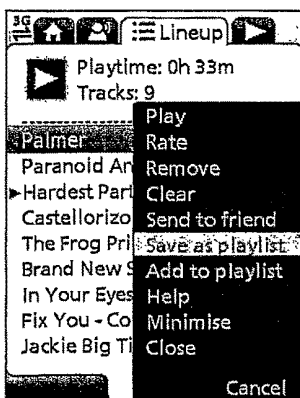 3G
Lineup
Playtime: 0h 33m
Tracks: 9
Palmer
Paranoid An
Hardest Part
Castellorizo
The Frog Pri
Brand New S
In Your Eyes
Fix You - Co
Jackie Big Ti
Play
Rate
Remove
Clear
Send to friend
Save as playlist
Add to playlist
Help
Minimise
Close
Cancel